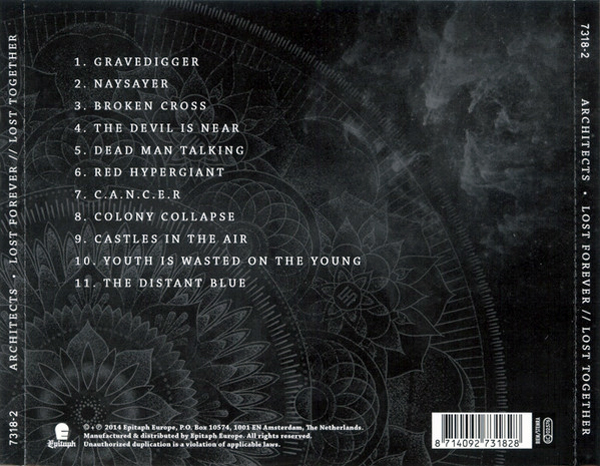 1. GRAVEDIGGER
2. NAYSAYER
3. BROKEN CROSS
4. THE DEVIL IS NEAR
5. DEAD MAN TALKING
6. RED HYPERGIANT
7. C.A.N.C.E.R
8. COLONY COLLAPSE
9. CASTLES IN THE AIR
10. YOUTH IS WASTED ON THE YOUNG
11. THE DISTANT BLUE
7318-2 ARCHITECTS • LOST FOREVER // LOST TOGETHER
7318-2 ARCHITECTS • LOST FOREVER // LOST TOGETHER
Epitaph
© + ℗ 2014 Epitaph Europe, P.O. Box 10574, 1001 EN Amsterdam, The Netherlands.
Manufactured & distributed by Epitaph Europe. All rights reserved.
Unauthorized duplication is a violation of applicable laws.
8 714092 731828